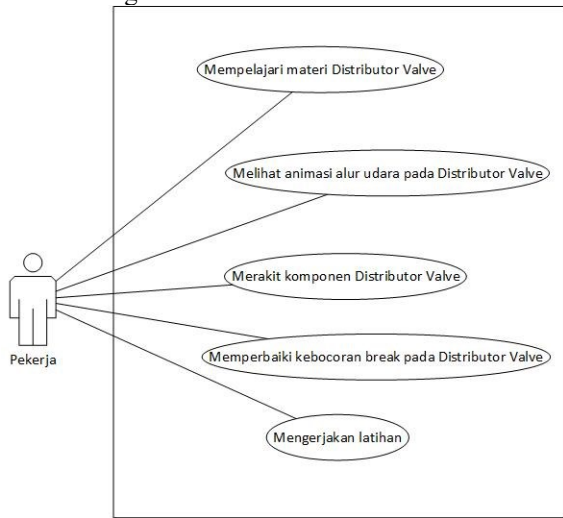 Mempelajari materi Distributor Valve
Melihat animasi alur udara pada Distributor Valve
Merakit komponen Distributor Valve
Memperbaiki kebocoran break pada Distributor Valve
Pekerja
Mengerjakan latihan